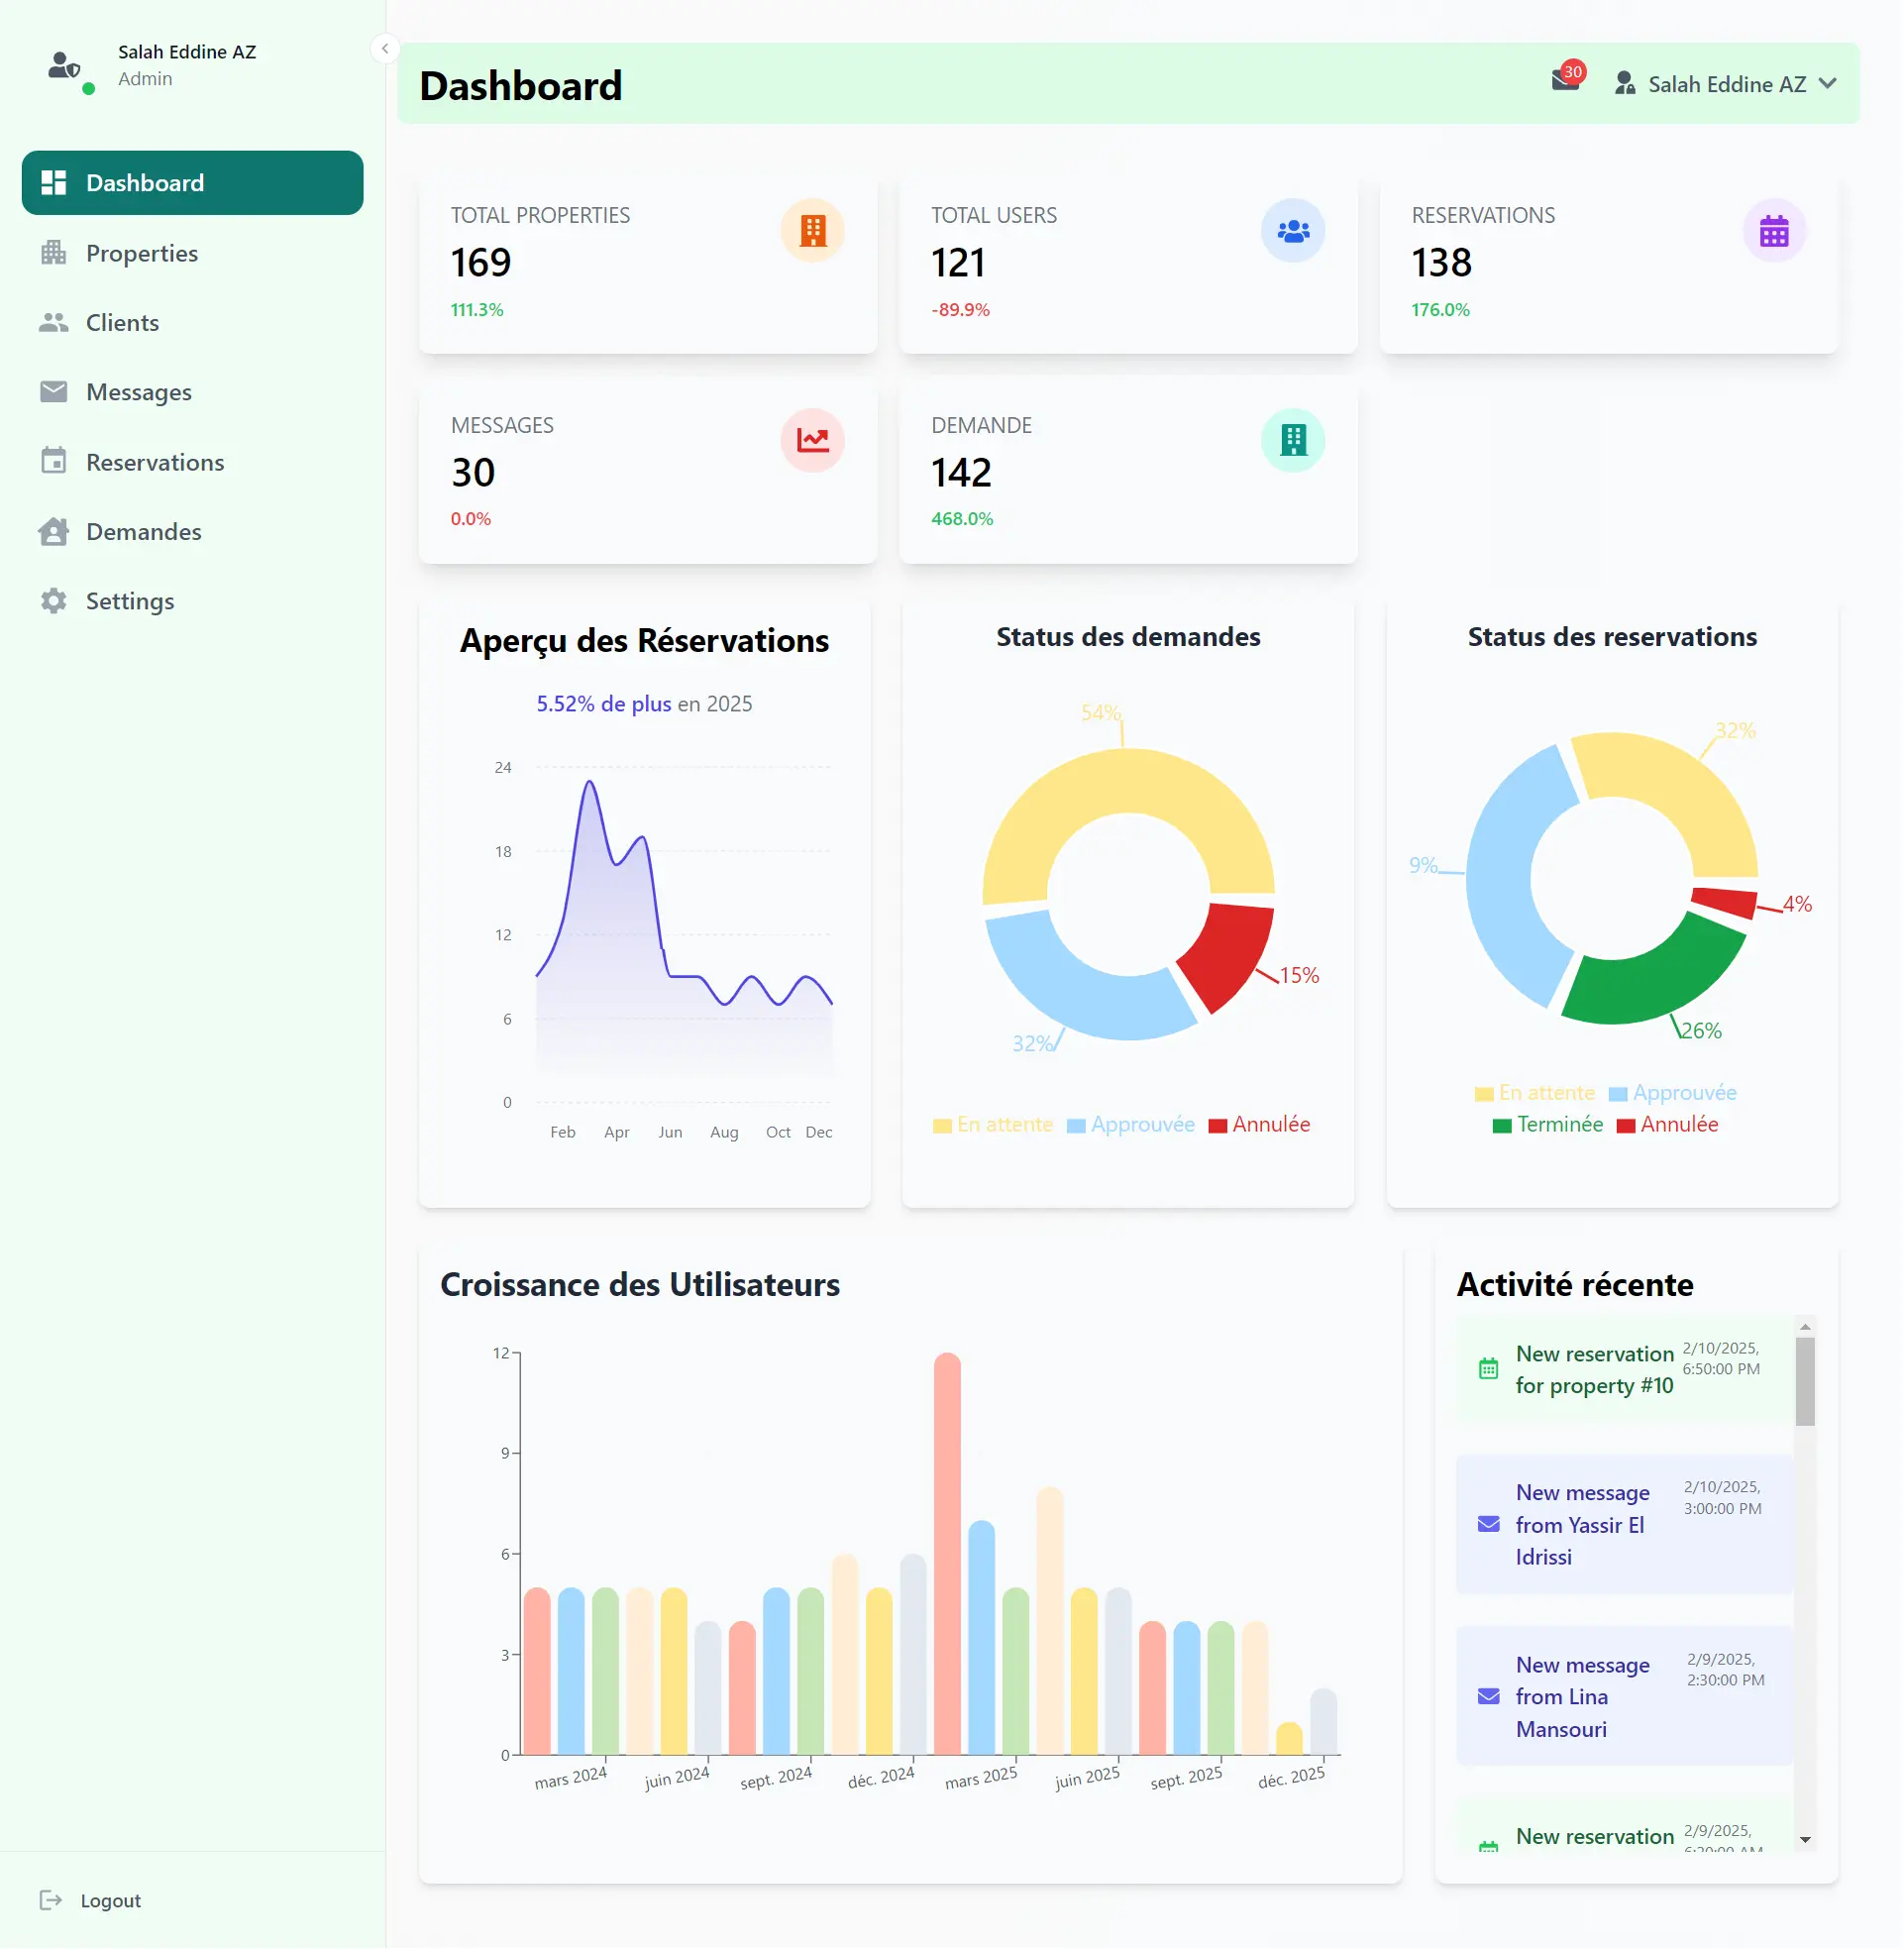 Salah Eddine AZ
Admin
Dashboard
Properties
Clients
Messages
Reservations
Demandes
Settings
Logout
Dashboard
30
Salah Eddine AZ
TOTAL PROPERTIES
169
111.3%
TOTAL USERS
121
-89.9%
RESERVATIONS
138
176.0%
MESSAGES
30
0.0%
DEMANDE
142
468.0%
Aperçu des Réservations
5.52% de plus en 2025
24
18
12
6
0
Feb Apr Jun Aug Oct Dec
Status des demandes
54%
15%
32%
En attente Approuvée Annulée
Status des reservations
32%
9%
4%
26%
En attente Approuvée
Terminée Annulée
Croissance des Utilisateurs
12
9
6
3
0
mars 2024 juin 2024 sept. 2024 déc. 2024 mars 2025 juin 2025 sept. 2025 déc. 2025
Activité récente
New reservation
for property #10
2/10/2025,
6:50:00 PM
New message
from Yassir El
Idrissi
2/10/2025,
3:00:00 PM
New message
from Lina
Mansouri
2/9/2025,
2:30:00 PM
New reservation
2/9/2025,